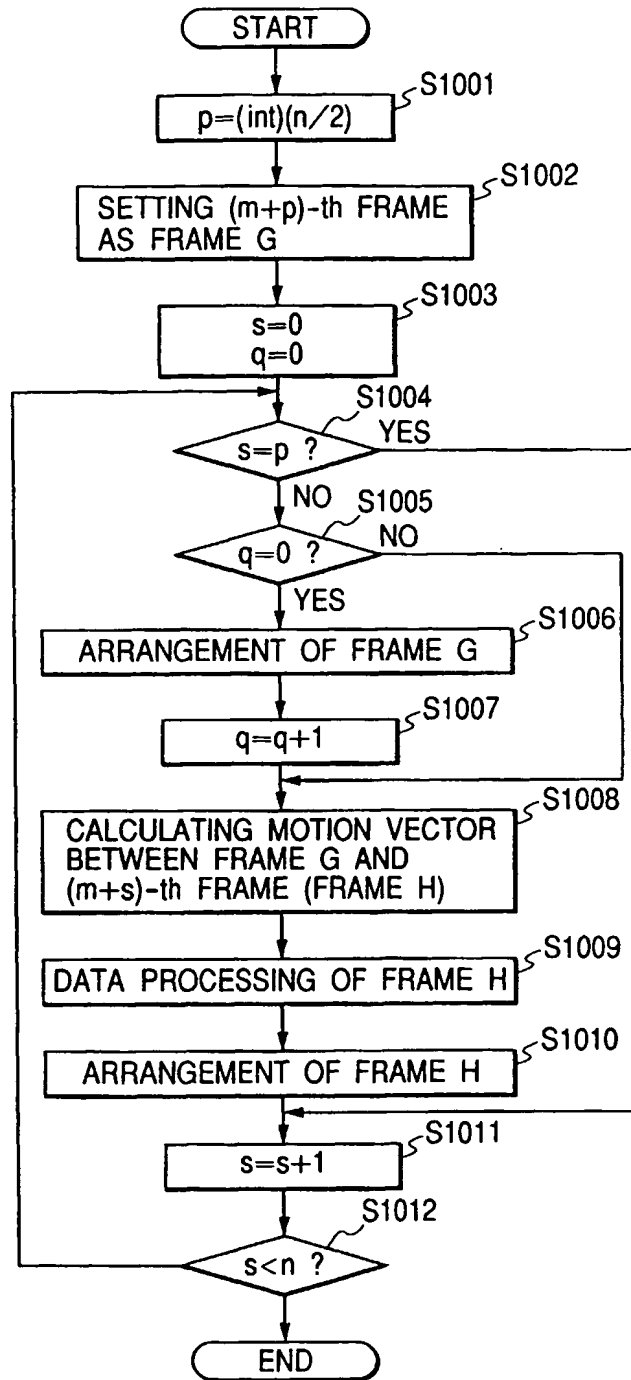 START
S1001
p=(int)(n/2)
S1002
SETTING (m+p)-th FRAME
AS FRAME G
S1003
s=0
q=0
S1004
s=p ?
YES
NO
S1005
q=0 ?
NO
YES
S1006
ARRANGEMENT OF FRAME G
S1007
q=q+1
S1008
CALCULATING MOTION VECTOR
BETWEEN FRAME G AND
(m+s)-th FRAME (FRAME H)
S1009
DATA PROCESSING OF FRAME H
S1010
ARRANGEMENT OF FRAME H
S1011
s=s+1
S1012
s<n ?
END